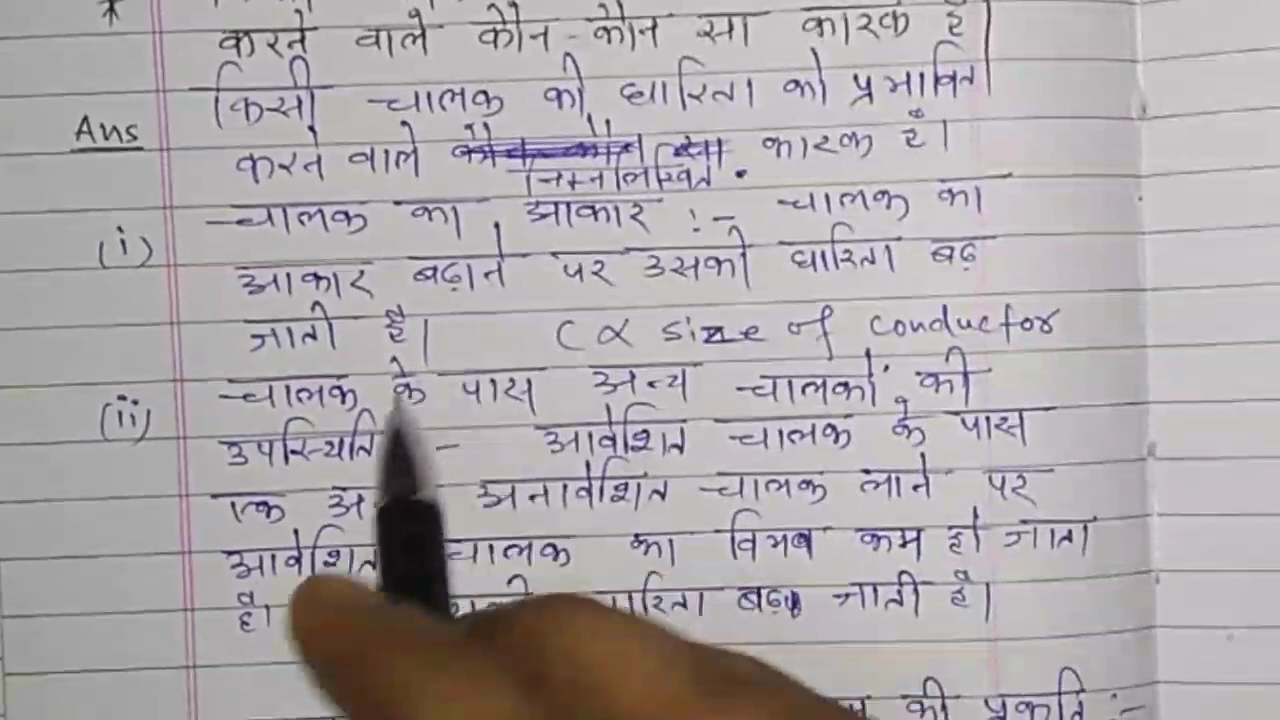 *
करने वाले कौन-कौन सा कारक है।
किसी चालक की धारिता को प्रभावित
Ans
करने वाले कारक है।
निम्नलिखित
(i) चालक का आकार :- चालक का
आकार बढ़ाने पर उसकी धारिता बढ़
जाती है। C α size of conductor
(ii) चालक के पास अन्य चालकों की
उपस्थिति - आवेशित चालक के पास
एक अनावेशित चालक लाने पर
आवेशित चालक का विभव कम हो जाता
है। धारिता बढ़ जाती है।
की प्रकृति :-